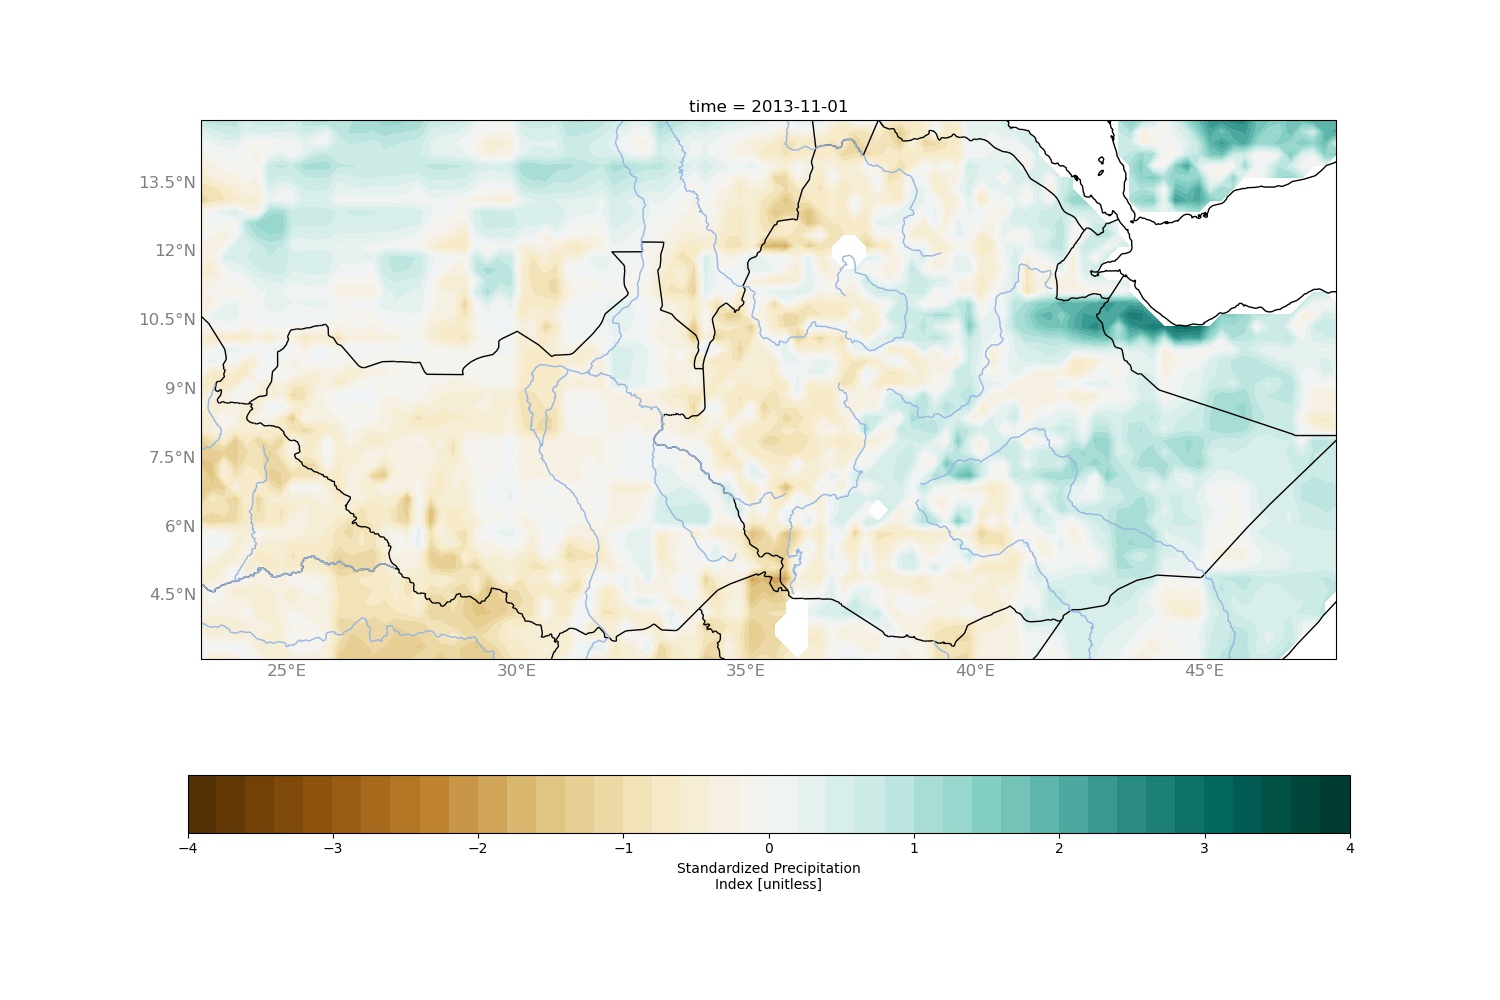 time = 2013-11-01
13.5°N
12°N
10.5°N
9°N
7.5°N
6°N
4.5°N
25°E 30°E 35°E 40°E 45°E
−4 −3 −2 −1 0 1 2 3 4
Standardized Precipitation
Index [unitless]